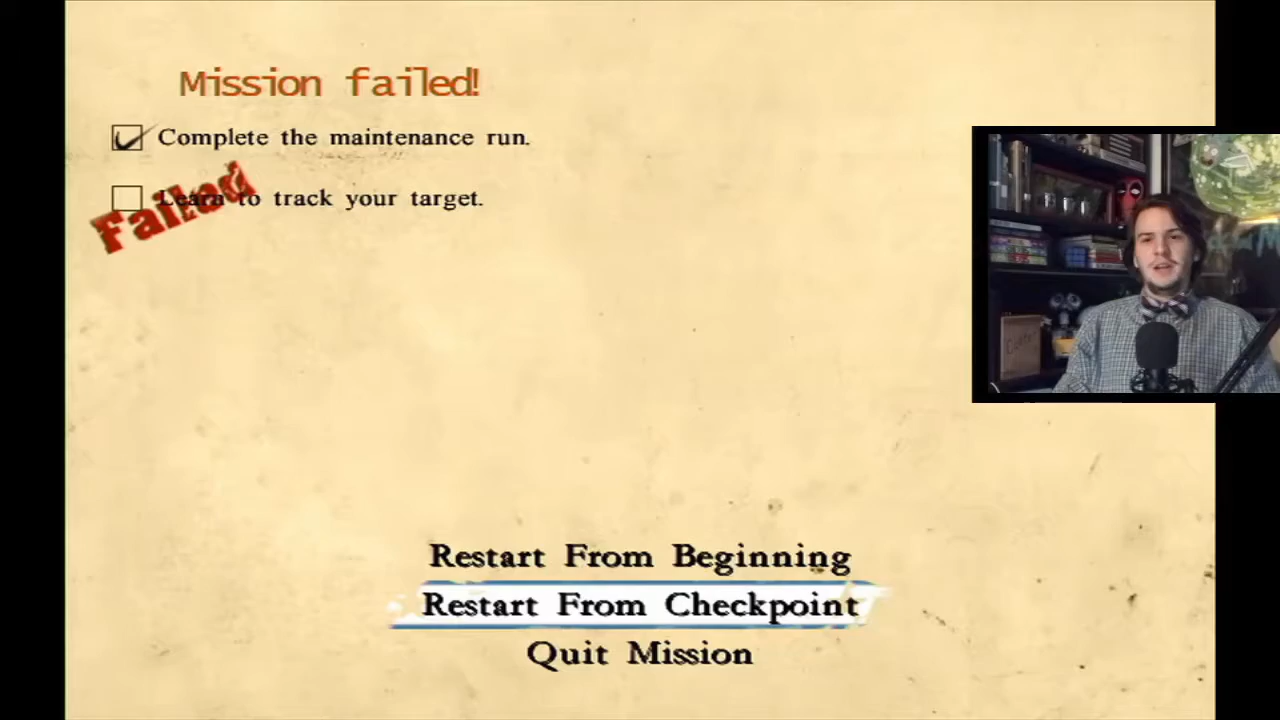 Mission failed!
Complete the maintenance run.
Learn to track your target.
Failed
Restart From Beginning
Restart From Checkpoint
Quit Mission